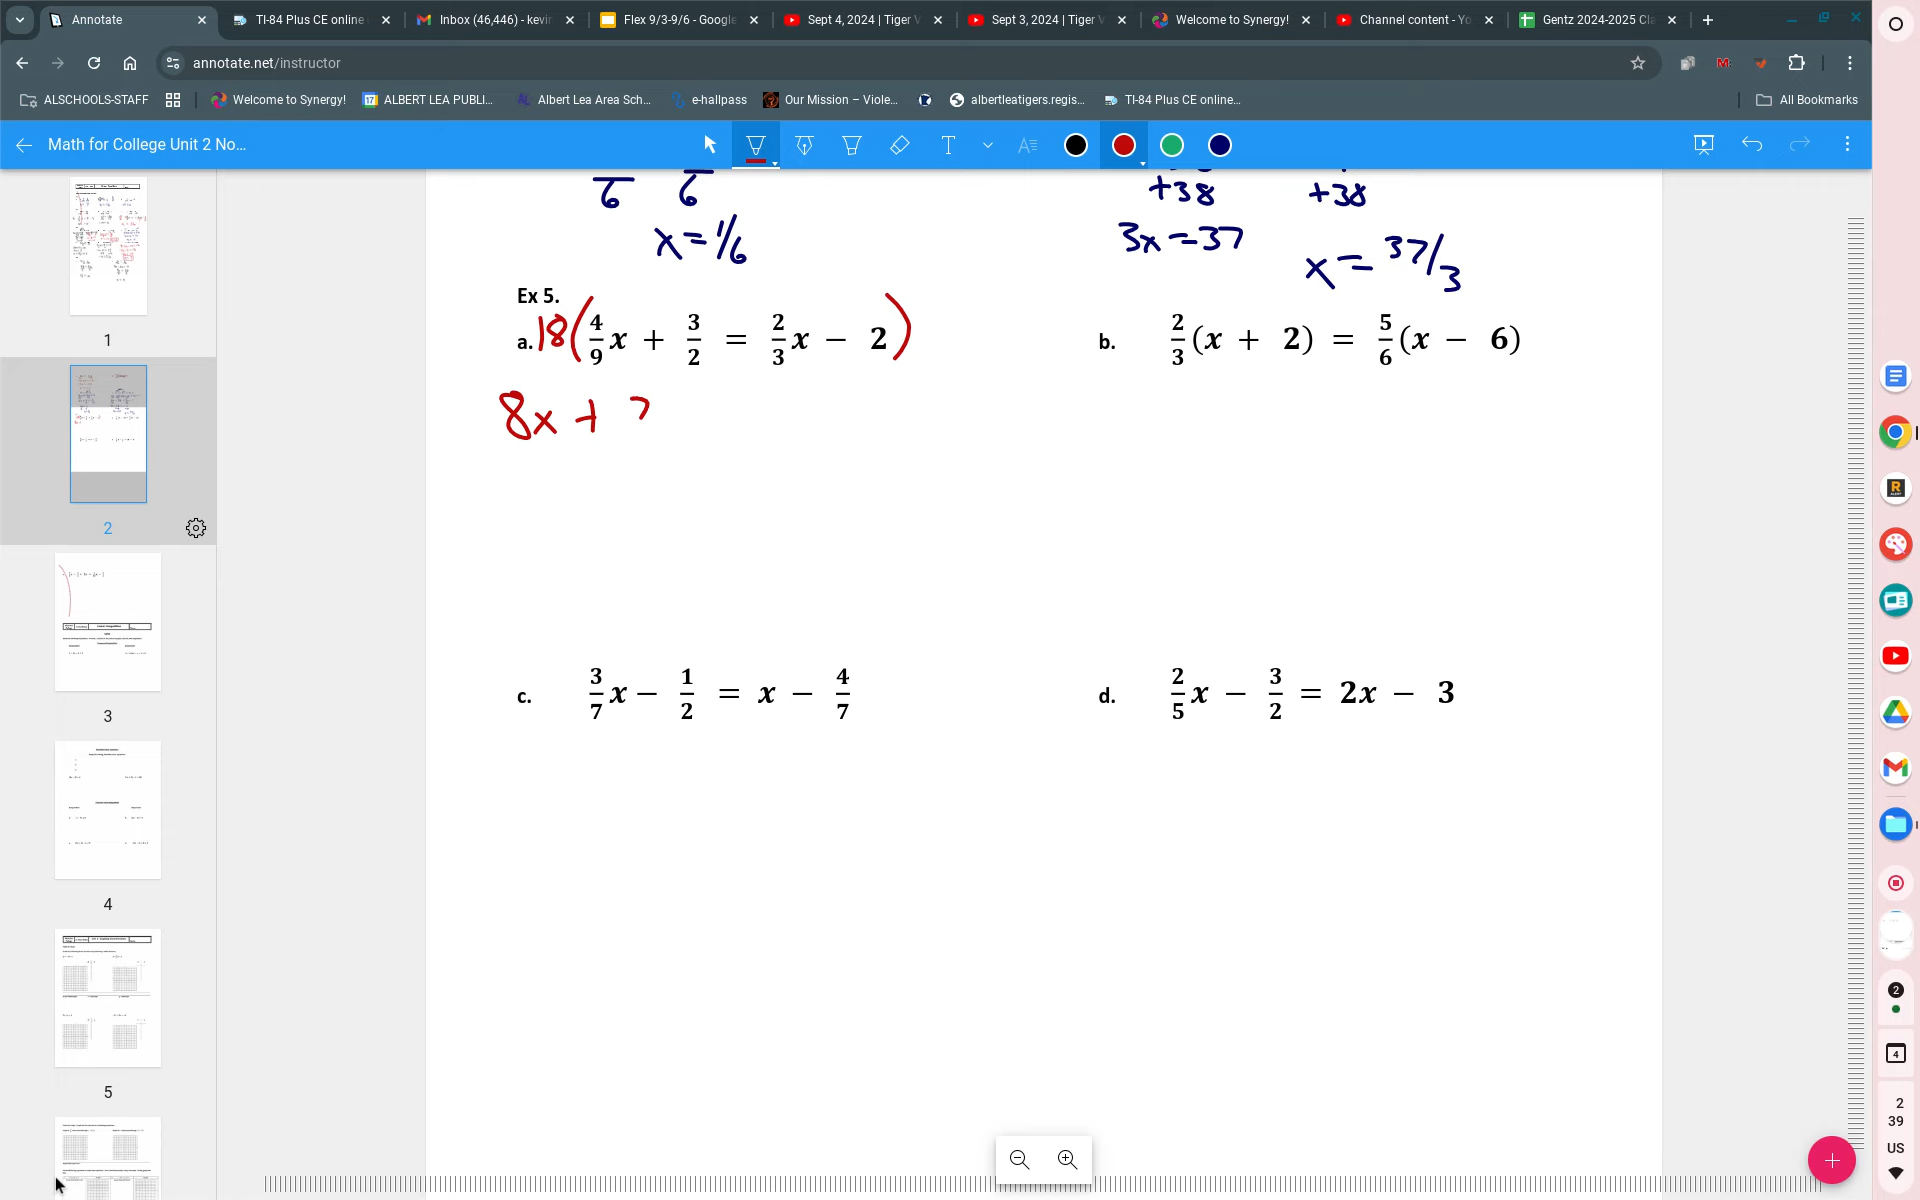 Annotate
TI-84 Plus CE online
Inbox (46,446) - kevin
Flex 9/3-9/6 - Google
Sept 4, 2024 | Tiger V
Sept 3, 2024 | Tiger V
Welcome to Synergy!
Channel content - Yo
Gentz 2024-2025 Cl
annotate.net/instructor
ALSCHOOLS-STAFF
Welcome to Synergy!
ALBERT LEA PUBLI...
Albert Lea Area Sch...
e-hallpass
Our Mission – Viole...
albertleatigers.regis...
TI-84 Plus CE online...
All Bookmarks
Math for College Unit 2 No...
T
6 6
+38 +38
x = 1/6
3x = 37
x = 37/3
Ex 5.
a. 18( 4/9 x + 3/2 = 2/3 x − 2 )
b. 2/3 (x + 2) = 5/6 (x − 6)
8x +
c. 3/7 x − 1/2 = x − 4/7
d. 2/5 x − 3/2 = 2x − 3
1
2
3
4
5
2
4
2
39
US